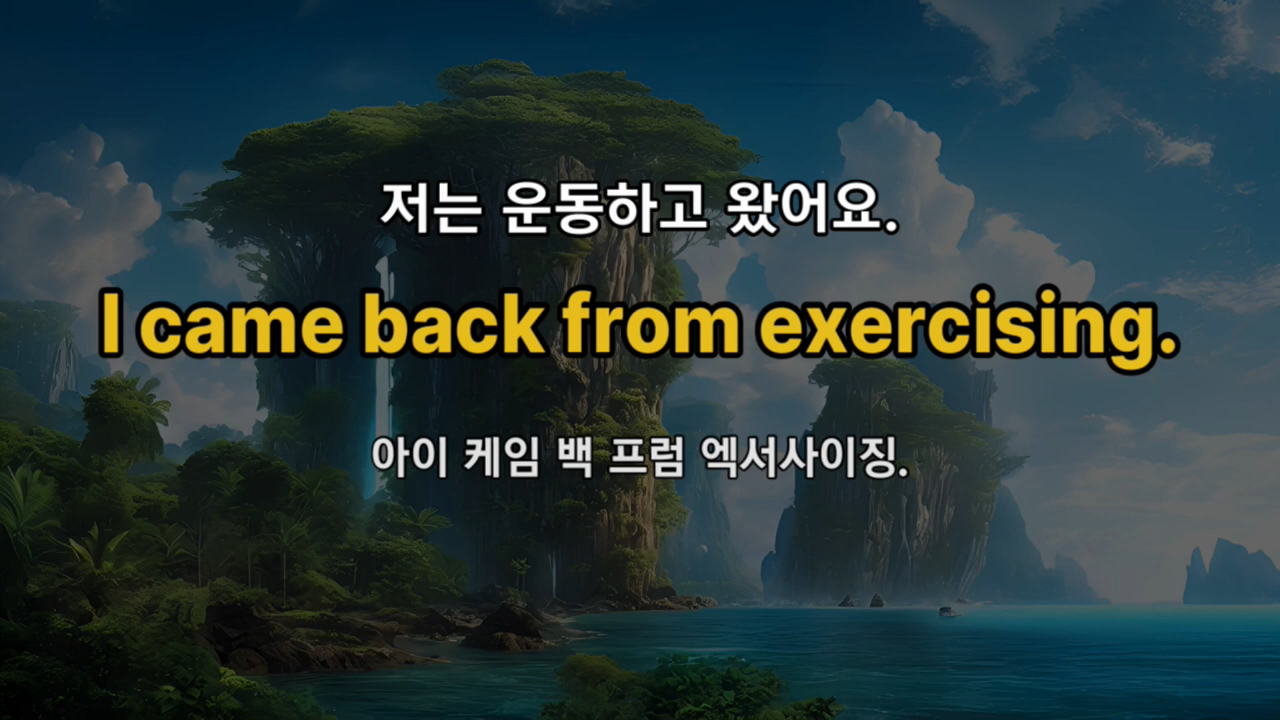 저는 운동하고 왔어요.
I came back from exercising.
아이 케임 백 프럼 엑서사이징.